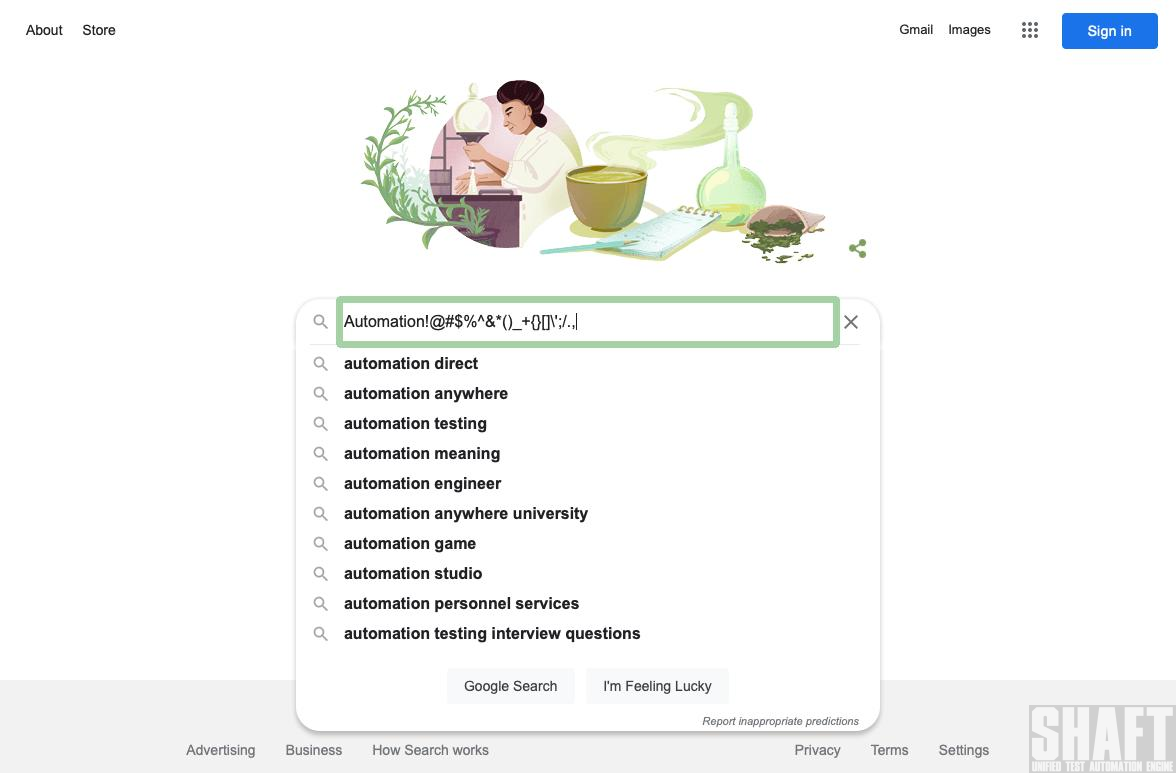 About Store Gmail Images Sign in
Automation!@#$%^&*()_+{}[]\';/.,
automation direct
automation anywhere
automation testing
automation meaning
automation engineer
automation anywhere university
automation game
automation studio
automation personnel services
automation testing interview questions
Google Search I'm Feeling Lucky
Report inappropriate predictions
Advertising Business How Search works Privacy Terms Settings
SHAFT
UNIFIED TEST AUTOMATION ENGINE